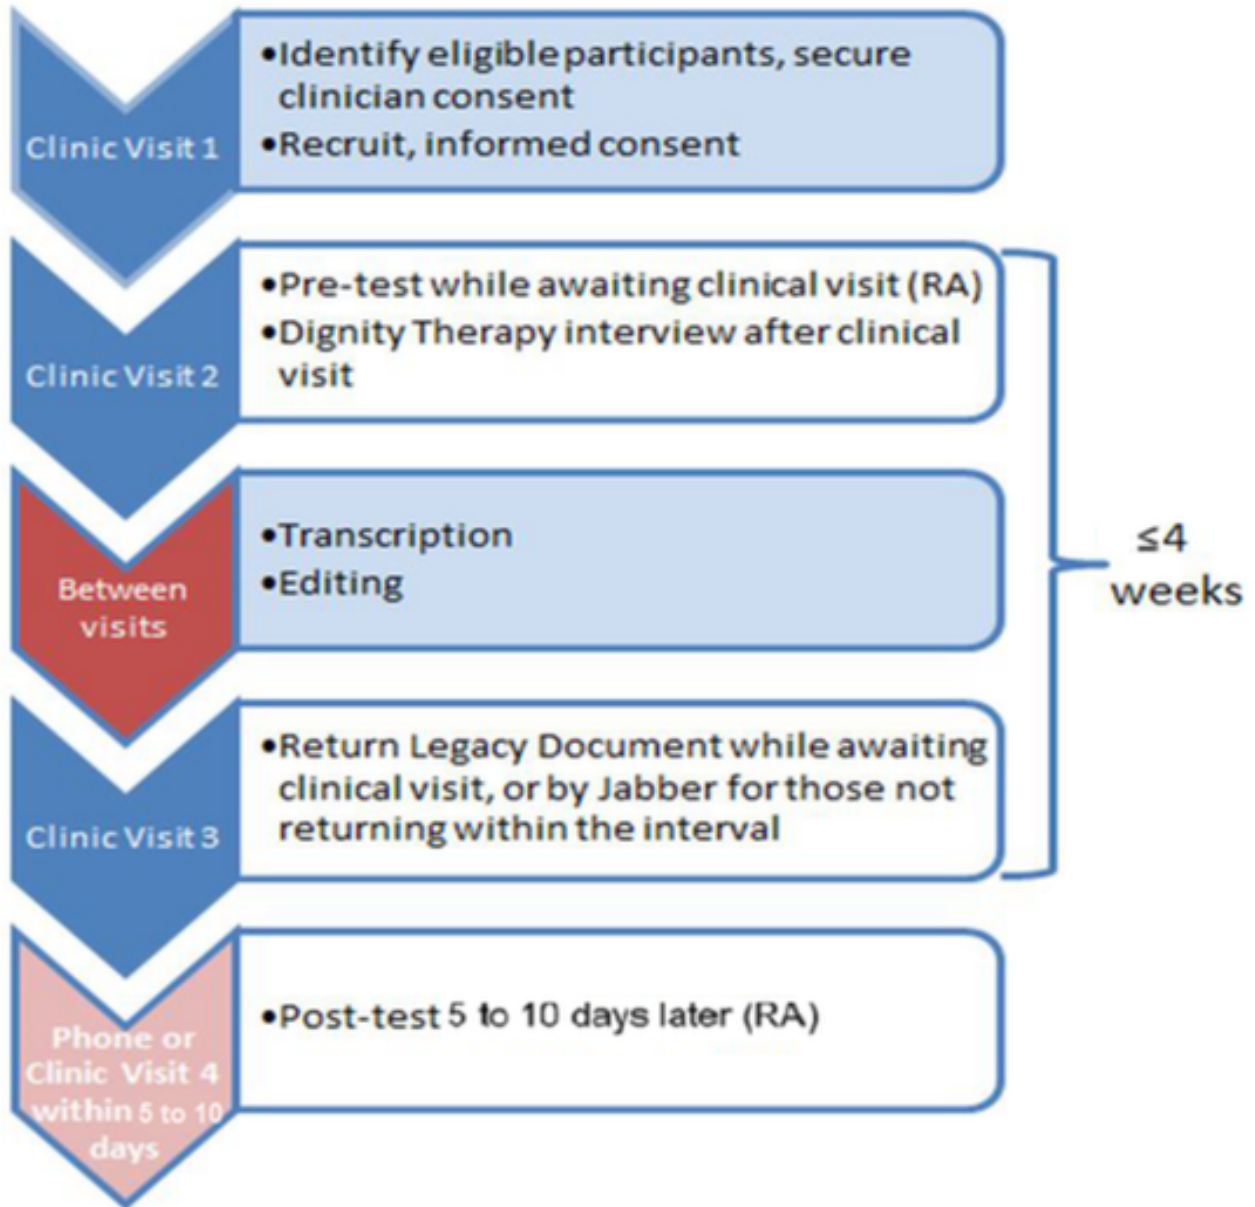 Clinic Visit 1
•Identify eligible participants, secure
clinician consent
•Recruit, informed consent
Clinic Visit 2
•Pre-test while awaiting clinical visit (RA)
•Dignity Therapy interview after clinical
visit
Between
visits
•Transcription
•Editing
≤4
weeks
Clinic Visit 3
•Return Legacy Document while awaiting
clinical visit, or by Jabber for those not
returning within the interval
Phone or
Clinic Visit 4
within 5 to 10
days
•Post-test 5 to 10 days later (RA)